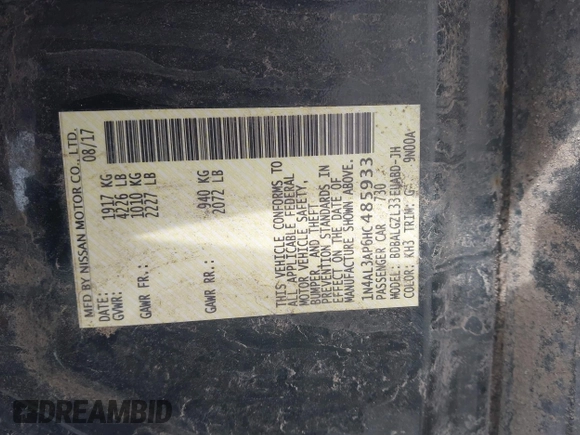 MFD BY NISSAN MOTOR CO., LTD.
DATE: 08/17
GVWR: 1917 KG
4226 LB
GAWR FR.: 1010 KG
2227 LB
GAWR RR.: 940 KG
2072 LB
THIS VEHICLE CONFORMS TO
ALL APPLICABLE FEDERAL
MOTOR VEHICLE SAFETY,
BUMPER, AND THEFT
PREVENTION STANDARDS IN
EFFECT ON THE DATE OF
MANUFACTURE SHOWN ABOVE.
1N4AL3AP6HC485933
PASSENGER CAR 730
MODEL: BDBALGZL33EUABD-JH
COLOR: KH3 TRIM: G 9N00A
DREAMBID